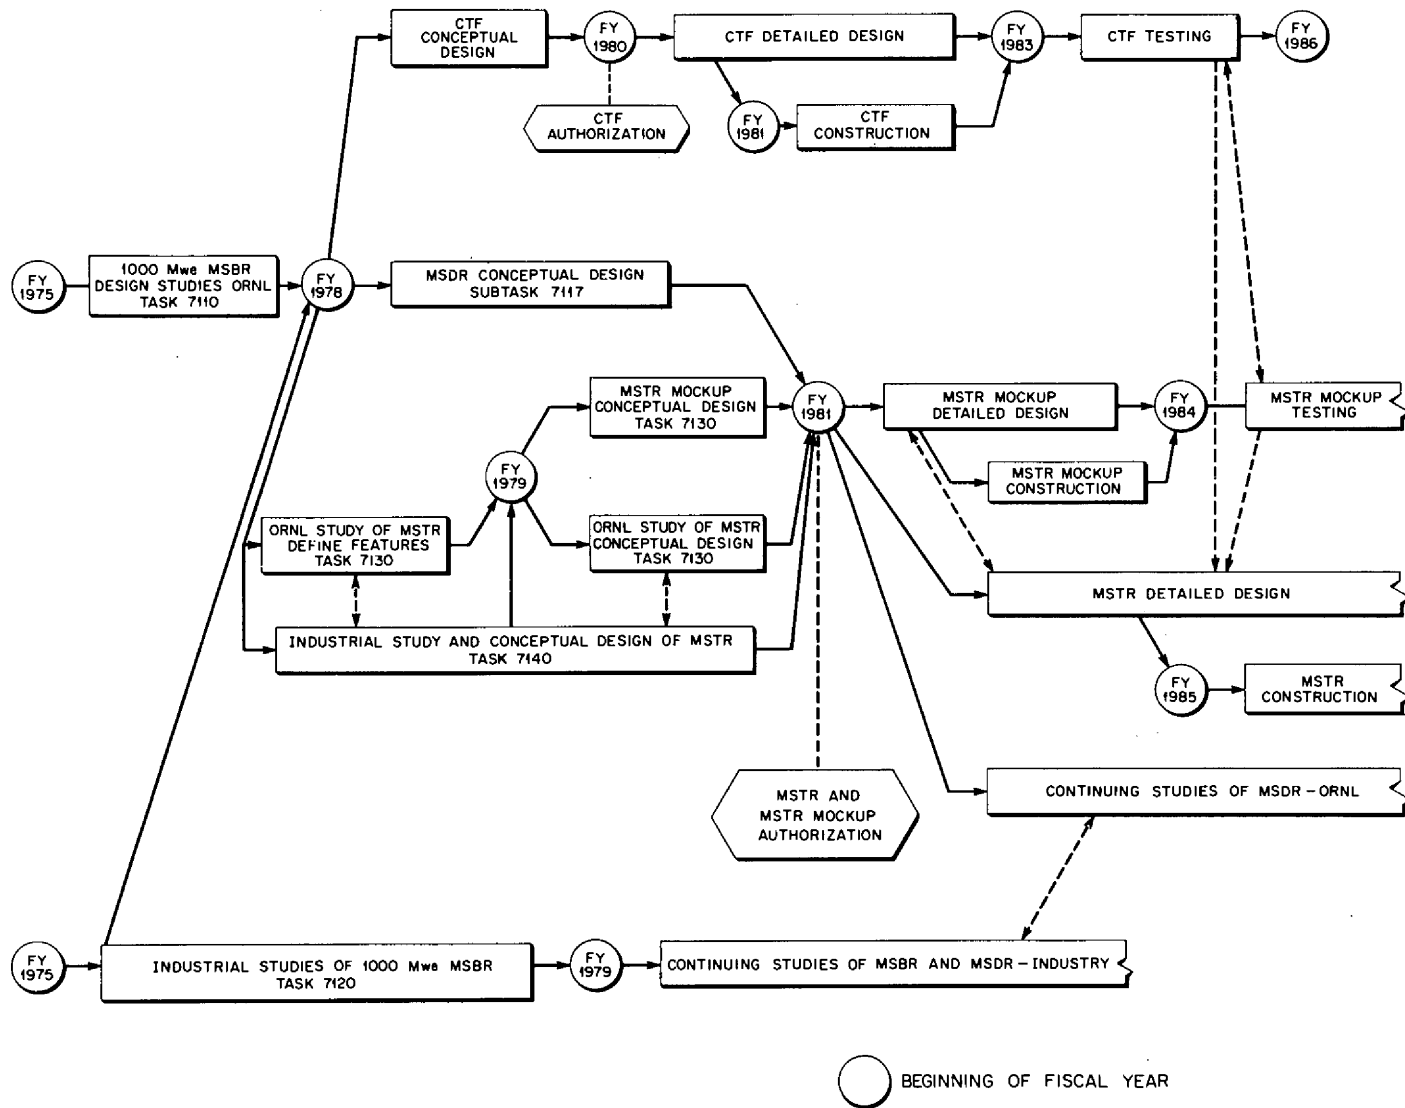 CTF
CONCEPTUAL
DESIGN
FY
1980
CTF DETAILED DESIGN
FY
1983
CTF TESTING
FY
1986
CTF
AUTHORIZATION
FY
1981
CTF
CONSTRUCTION
FY
1975
1000 Mwe MSBR
DESIGN STUDIES ORNL
TASK 7110
FY
1978
MSDR CONCEPTUAL DESIGN
SUBTASK 7117
MSTR MOCKUP
CONCEPTUAL DESIGN
TASK 7130
FY
1981
MSTR MOCKUP
DETAILED DESIGN
FY
1984
MSTR MOCKUP
TESTING
FY
1979
MSTR MOCKUP
CONSTRUCTION
ORNL STUDY OF MSTR
DEFINE FEATURES
TASK 7130
ORNL STUDY OF MSTR
CONCEPTUAL DESIGN
TASK 7130
MSTR DETAILED DESIGN
INDUSTRIAL STUDY AND CONCEPTUAL DESIGN OF MSTR
TASK 7140
FY
1985
MSTR
CONSTRUCTION
MSTR AND
MSTR MOCKUP
AUTHORIZATION
CONTINUING STUDIES OF MSDR-ORNL
FY
1975
INDUSTRIAL STUDIES OF 1000 Mwe MSBR
TASK 7120
FY
1979
CONTINUING STUDIES OF MSBR AND MSDR-INDUSTRY
BEGINNING OF FISCAL YEAR